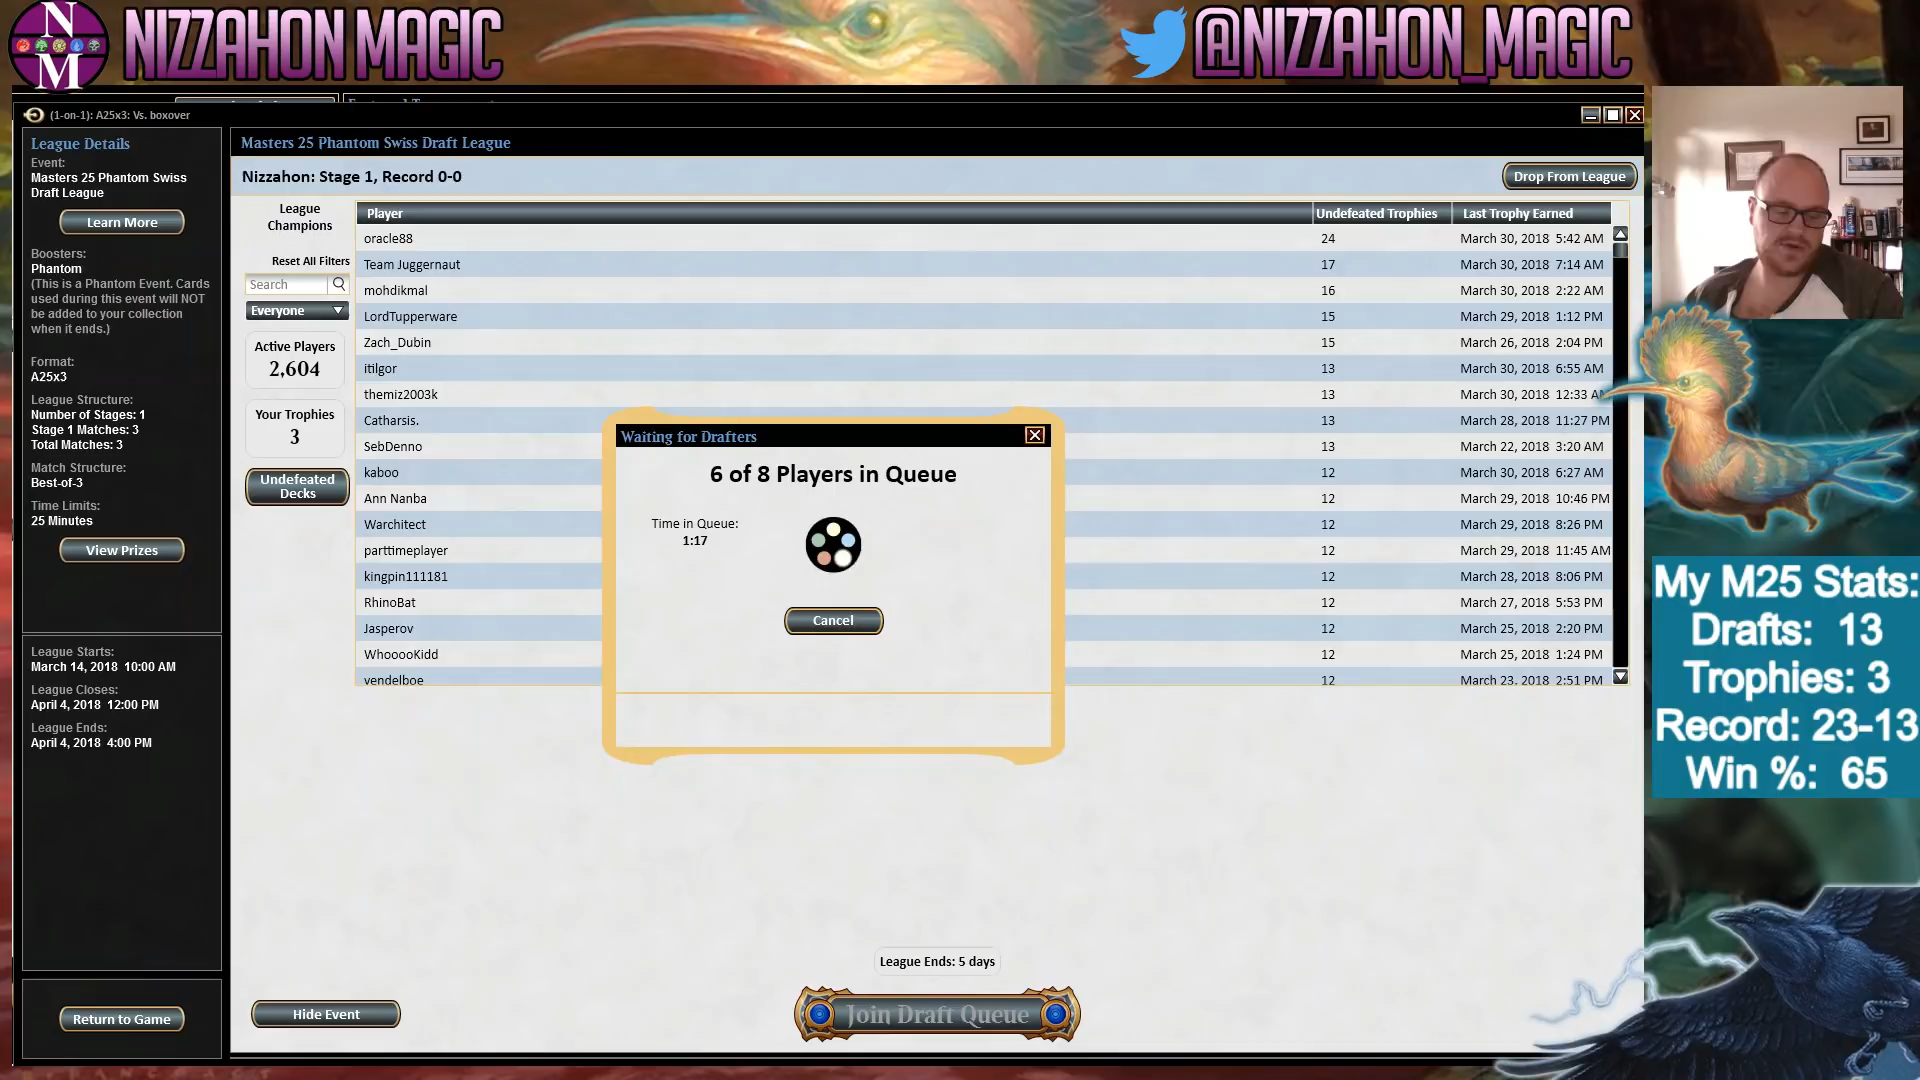 N
M
NIZZAHON MAGIC
@NIZZAHON_MAGIC
(1-on-1): A25x3: Vs. boxover
League Details
Event:
Masters 25 Phantom Swiss
Draft League
Learn More
Boosters:
Phantom
(This is a Phantom Event. Cards
used during this event will NOT
be added to your collection
when it ends.)
Format:
A25x3
League Structure:
Number of Stages: 1
Stage 1 Matches: 3
Total Matches: 3
Match Structure:
Best-of-3
Time Limits:
25 Minutes
View Prizes
League Starts:
March 14, 2018 10:00 AM
League Closes:
April 4, 2018 12:00 PM
League Ends:
April 4, 2018 4:00 PM
Return to Game
Masters 25 Phantom Swiss Draft League
Nizzahon: Stage 1, Record 0-0
Drop From League
League
Champions
Reset All Filters
Search
Everyone
Active Players
2,604
Your Trophies
3
Undefeated
Decks
Player Undefeated Trophies Last Trophy Earned
oracle88 24 March 30, 2018 5:42 AM
Team Juggernaut 17 March 30, 2018 7:14 AM
mohdikmal 16 March 30, 2018 2:22 AM
LordTupperware 15 March 29, 2018 1:12 PM
Zach_Dubin 15 March 26, 2018 2:04 PM
itilgor 13 March 30, 2018 6:55 AM
themiz2003k 13 March 30, 2018 12:33 AM
Catharsis. 13 March 28, 2018 11:27 PM
SebDenno 13 March 22, 2018 3:20 AM
kaboo 12 March 30, 2018 6:27 AM
Ann Nanba 12 March 29, 2018 10:46 PM
Warchitect 12 March 29, 2018 8:26 PM
parttimeplayer 12 March 29, 2018 11:45 AM
kingpin111181 12 March 28, 2018 8:06 PM
RhinoBat 12 March 27, 2018 5:53 PM
Jasperov 12 March 25, 2018 2:20 PM
WhooooKidd 12 March 25, 2018 1:24 PM
vendelboe 12 March 23, 2018 2:51 PM
Waiting for Drafters
6 of 8 Players in Queue
Time in Queue:
1:17
Cancel
League Ends: 5 days
Hide Event
Join Draft Queue
My M25 Stats:
Drafts: 13
Trophies: 3
Record: 23-13
Win %: 65